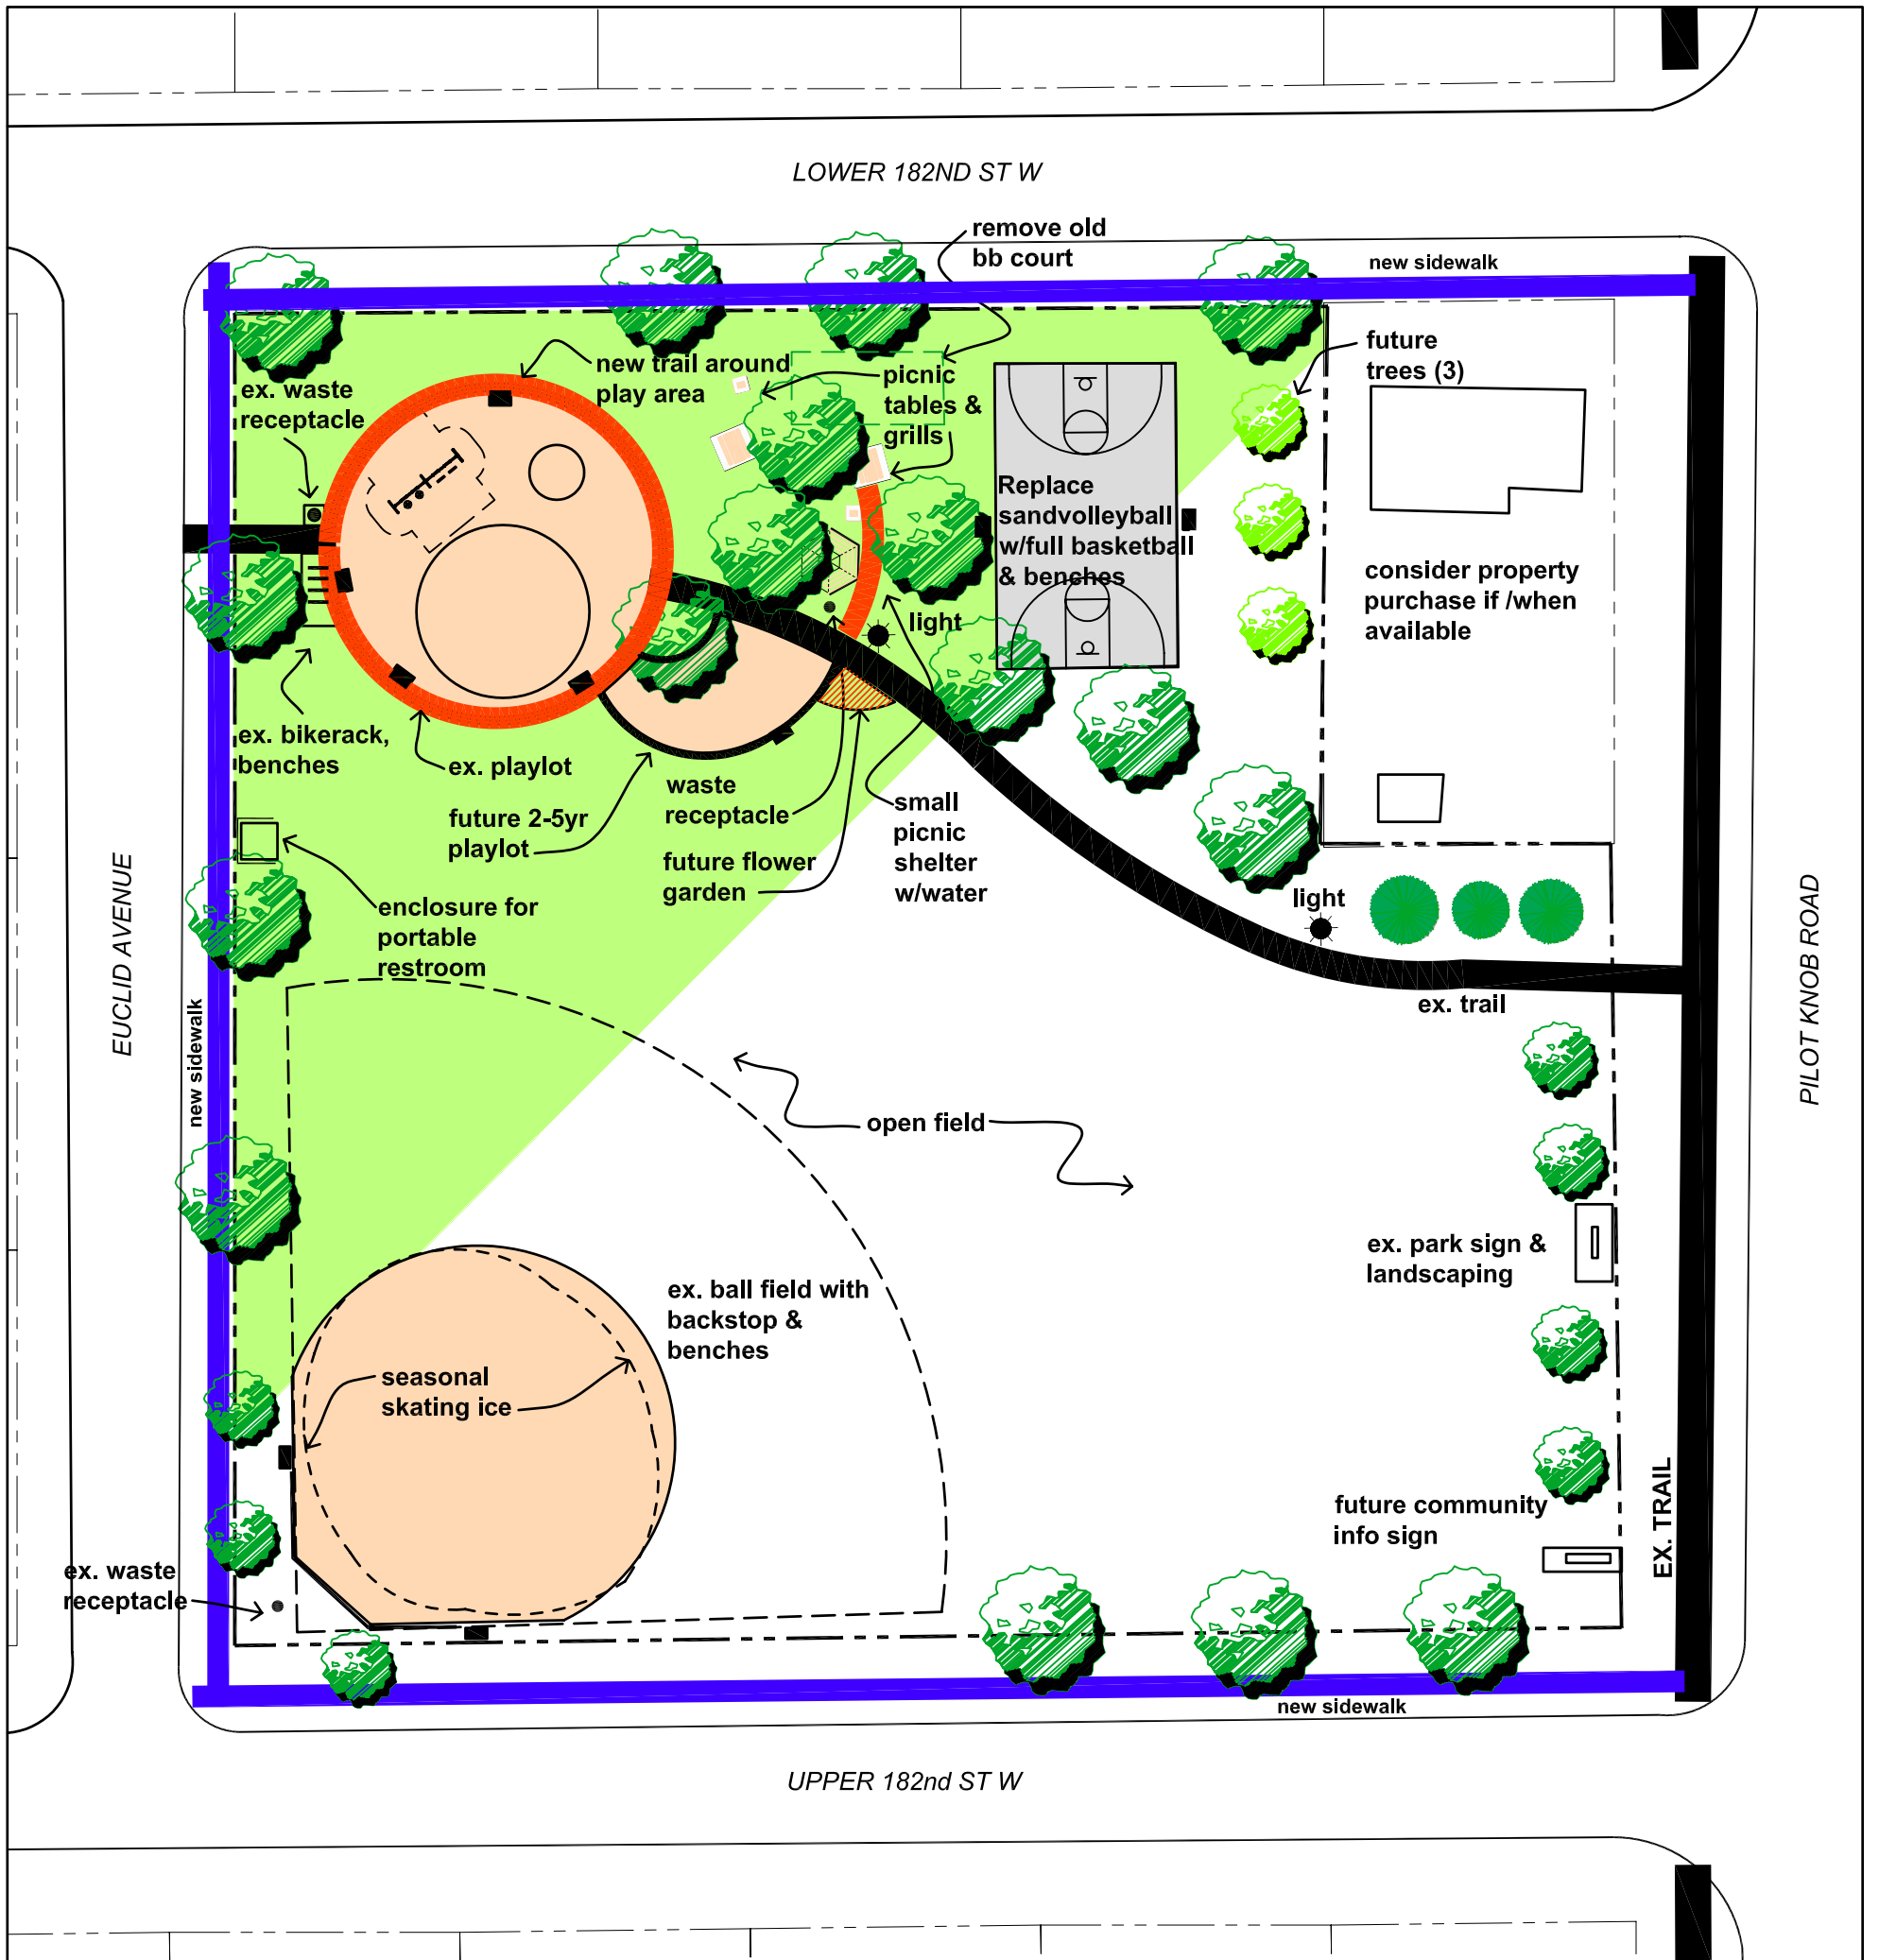 LOWER 182ND ST W
remove old
bb court
new sidewalk
new trail around
play area
picnic
tables &
grills
future
trees (3)
ex. waste
receptacle
Replace
sandvolleyball
w/full basketball
& benches
consider property
purchase if /when
available
light
ex. bikerack,
benches
ex. playlot
future 2-5yr
playlot
waste
receptacle
future flower
garden
small
picnic
shelter
w/water
enclosure for
portable
restroom
light
ex. trail
EUCLID AVENUE
new sidewalk
PILOT KNOB ROAD
open field
ex. park sign &
landscaping
ex. ball field with
backstop &
benches
seasonal
skating ice
future community
info sign
EX. TRAIL
ex. waste
receptacle
new sidewalk
UPPER 182nd ST W